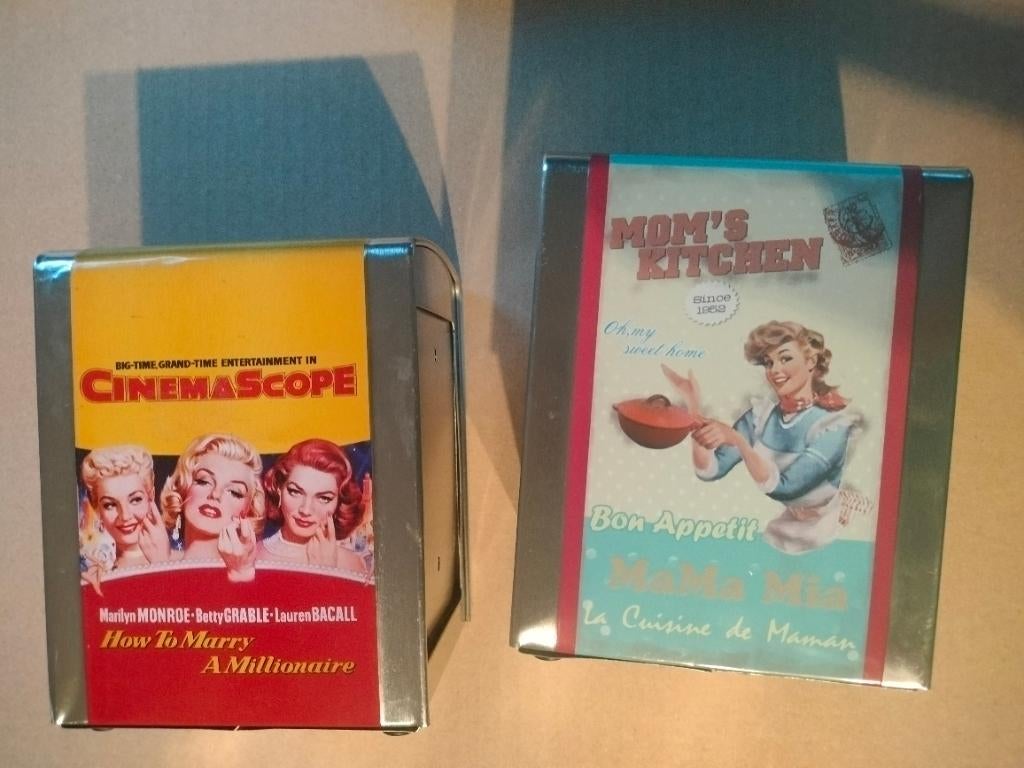 BIG-TIME, GRAND-TIME ENTERTAINMENT IN
CINEMASCOPE
Marilyn MONROE · Betty GRABLE · Lauren BACALL
How To Marry
A Millionaire
MOM'S
KITCHEN
Since
1952
Oh, my
sweet home
Bon Appetit
MaMa Mia
La Cuisine de Maman